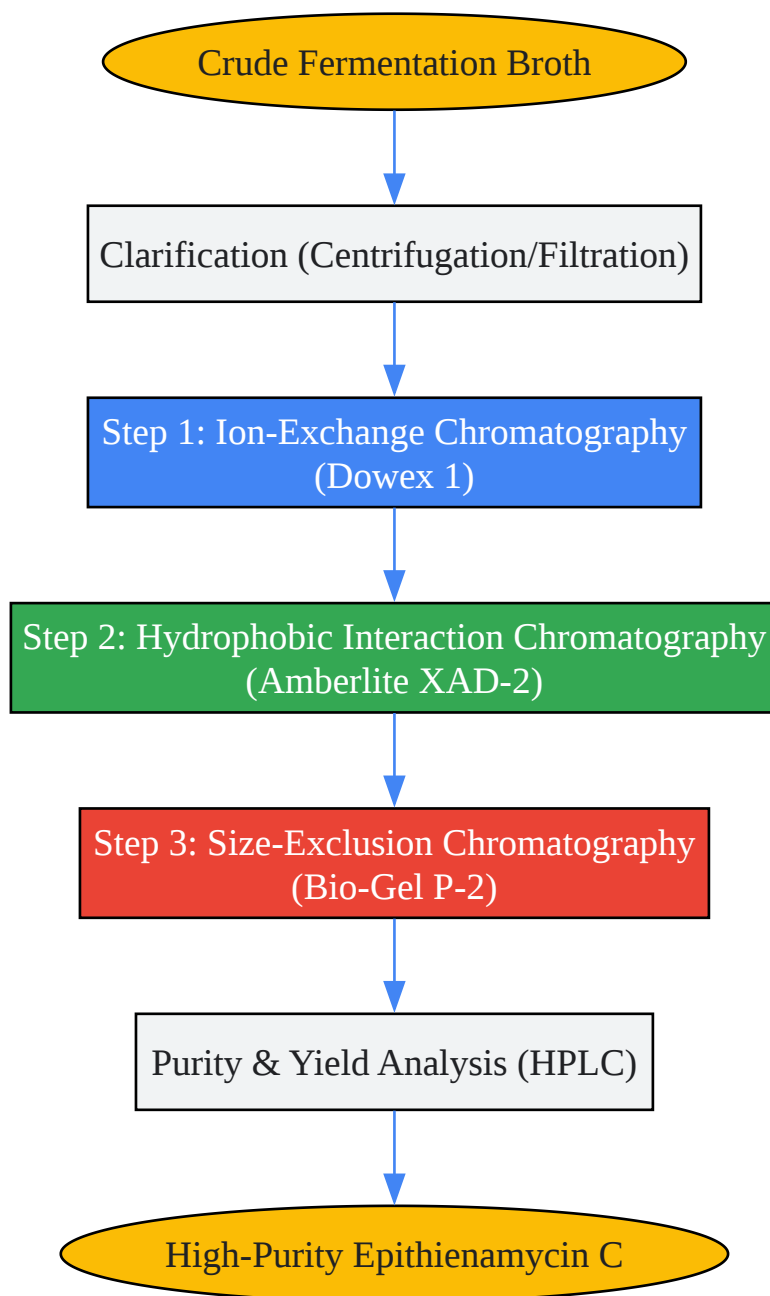 Crude Fermentation Broth
Clarification (Centrifugation/Filtration)
Step 1: Ion-Exchange Chromatography
(Dowex 1)
Step 2: Hydrophobic Interaction Chromatography
(Amberlite XAD-2)
Step 3: Size-Exclusion Chromatography
(Bio-Gel P-2)
Purity & Yield Analysis (HPLC)
High-Purity Epithienamycin C